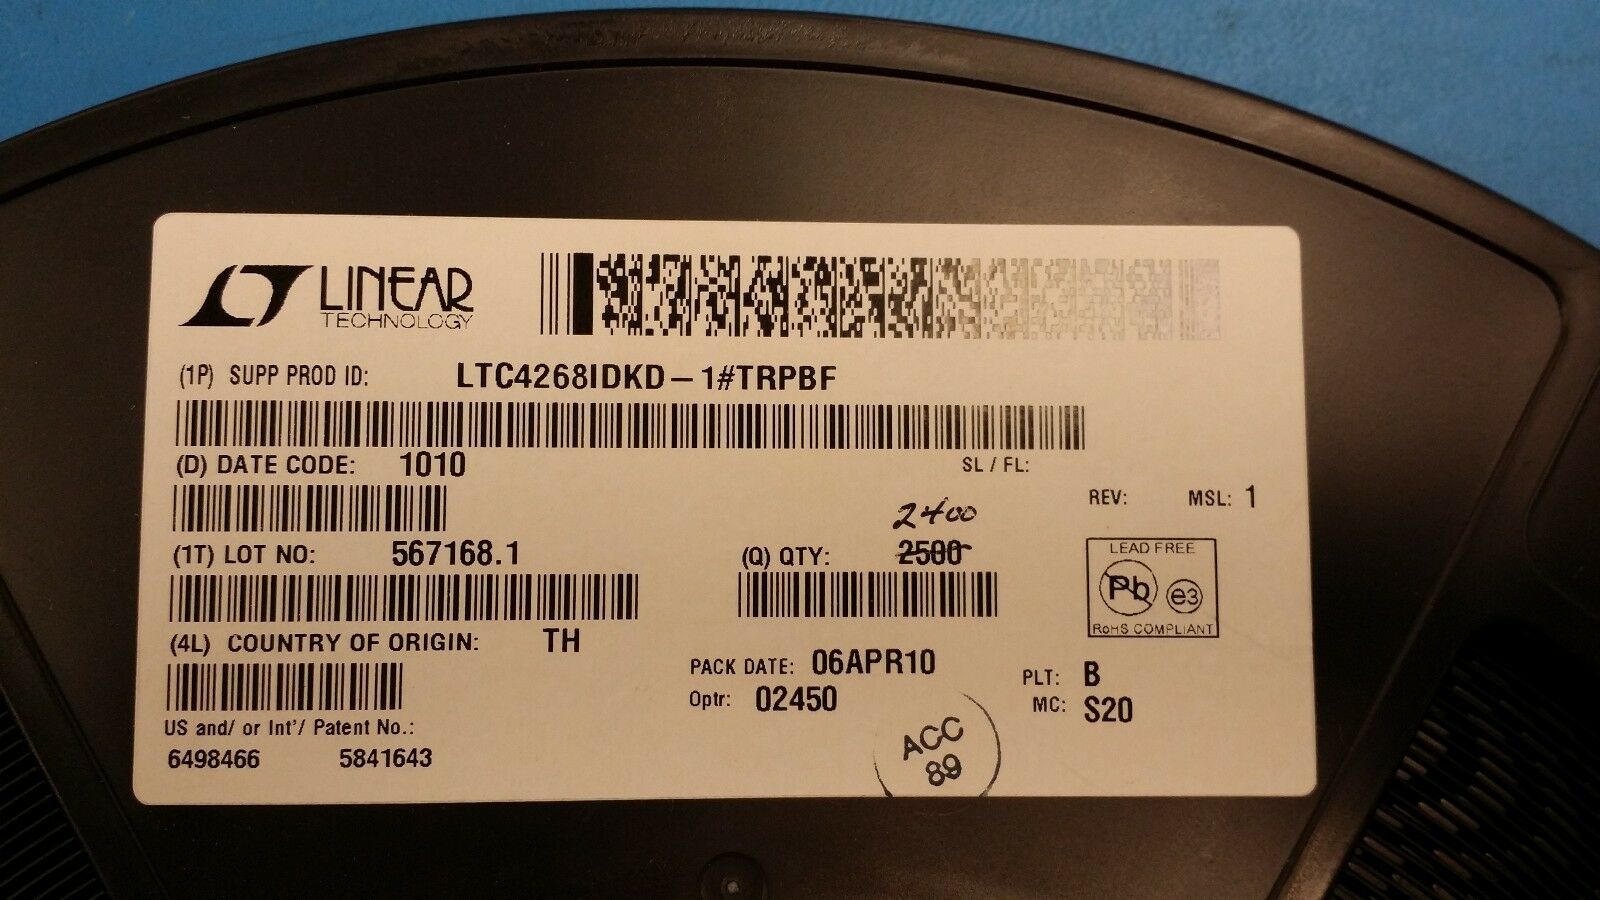 LINEAR
TECHNOLOGY
(1P) SUPP PROD ID: LTC4268IDKD-1#TRPBF
(D) DATE CODE: 1010
SL / FL:
REV: MSL: 1
2400
(1T) LOT NO: 567168.1
(Q) QTY: 2500
LEAD FREE
Pb e3
RoHS COMPLIANT
(4L) COUNTRY OF ORIGIN: TH
PACK DATE: 06APR10
PLT: B
Optr: 02450
MC: S20
US and/ or Int'/ Patent No.:
6498466 5841643
ACC
89